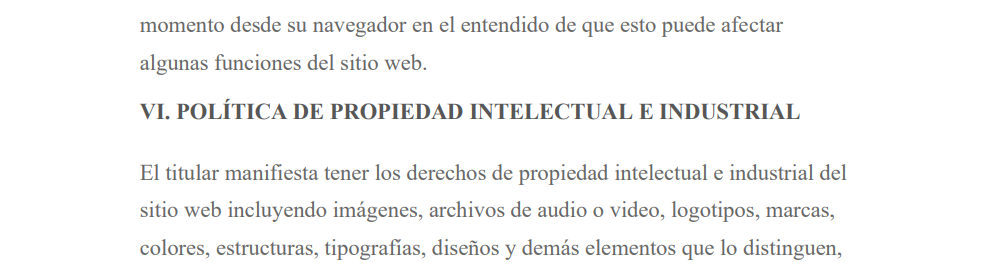 momento desde su navegador en el entendido de que esto puede afectar
algunas funciones del sitio web.
VI. POLÍTICA DE PROPIEDAD INTELECTUAL E INDUSTRIAL
El titular manifiesta tener los derechos de propiedad intelectual e industrial del
sitio web incluyendo imágenes, archivos de audio o video, logotipos, marcas,
colores, estructuras, tipografías, diseños y demás elementos que lo distinguen,